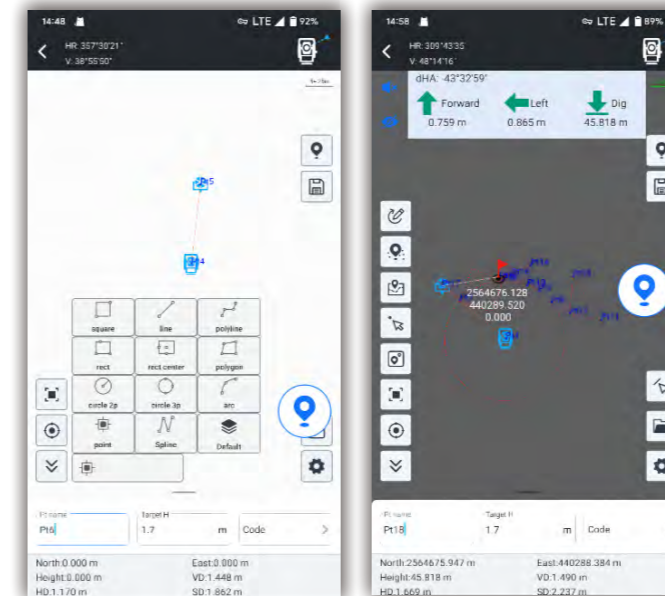 14:48 LTE 92%
HR: 357°30'21"
V: 38°55'50"
Pt5
square line polyline
rect rect center polygon
circle 2p circle 3p arc
point Spline Default
Pt name Target H
Pt6 1.7 m Code
North:0.000 m East:0.000 m
Height:0.000 m VD:1.448 m
HD:1.170 m SD:1.862 m
14:58 LTE 89%
HR: 309°43'35"
V: 48°14'16"
dHA: -43°32'59"
Forward Left Dig
0.759 m 0.865 m 45.818 m
2564676.128
440289.520
0.000
Pt name Target H
Pt18 1.7 m Code
North:2564675.947 m East:440288.384 m
Height:45.818 m VD:1.490 m
HD:1.669 m SD:2.237 m